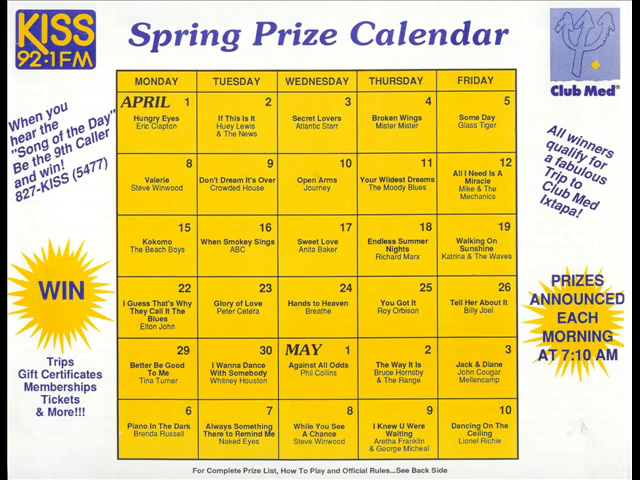 KISS
92·1FM
Spring Prize Calendar
Club Med®
When you
hear the
"Song of the Day"
Be the 9th Caller
and win!
827-KISS (5477)
WIN
Trips
Gift Certificates
Memberships
Tickets
& More!!!
MONDAY TUESDAY WEDNESDAY THURSDAY FRIDAY
APRIL 1 2 3 4 5
Hungry Eyes If This Is It Secret Lovers Broken Wings Some Day
Eric Clapton Huey Lewis Atlantic Starr Mister Mister Glass Tiger
& The News
8 9 10 11 12
Valerie Don't Dream It's Over Open Arms Your Wildest Dreams All I Need Is A
Steve Winwood Crowded House Journey The Moody Blues Miracle
Mike & The
Mechanics
15 16 17 18 19
Kokomo When Smokey Sings Sweet Love Endless Summer Walking On
The Beach Boys ABC Anita Baker Nights Sunshine
Richard Marx Katrina & The Waves
22 23 24 25 26
I Guess That's Why Glory of Love Hands to Heaven You Got It Tell Her About It
They Call It The Peter Cetera Breathe Roy Orbison Billy Joel
Blues
Elton John
29 30 MAY 1 2 3
Better Be Good I Wanna Dance Against All Odds The Way It Is Jack & Diane
To Me With Somebody Phil Collins Bruce Hornsby John Cougar
Tina Turner Whitney Houston & The Range Mellencamp
6 7 8 9 10
Piano In The Dark Always Something While You See I Knew U Were Dancing On The
Brenda Russell There to Remind Me A Chance Waiting Ceiling
Naked Eyes Steve Winwood Aretha Franklin Lionel Richie
& George Micheal
All winners
qualify for
a fabulous
Trip to
Club Med
Ixtapa!
PRIZES
ANNOUNCED
EACH
MORNING
AT 7:10 AM
For Complete Prize List, How To Play and Official Rules...See Back Side